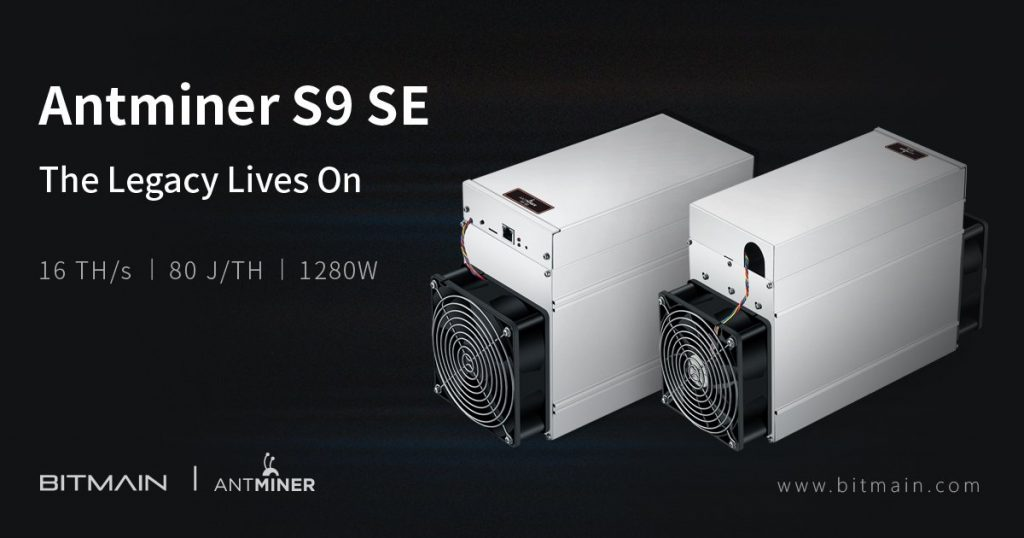 Antminer S9 SE
The Legacy Lives On
16 TH/s | 80 J/TH | 1280W
BITMAIN | ANTMINER
www.bitmain.com